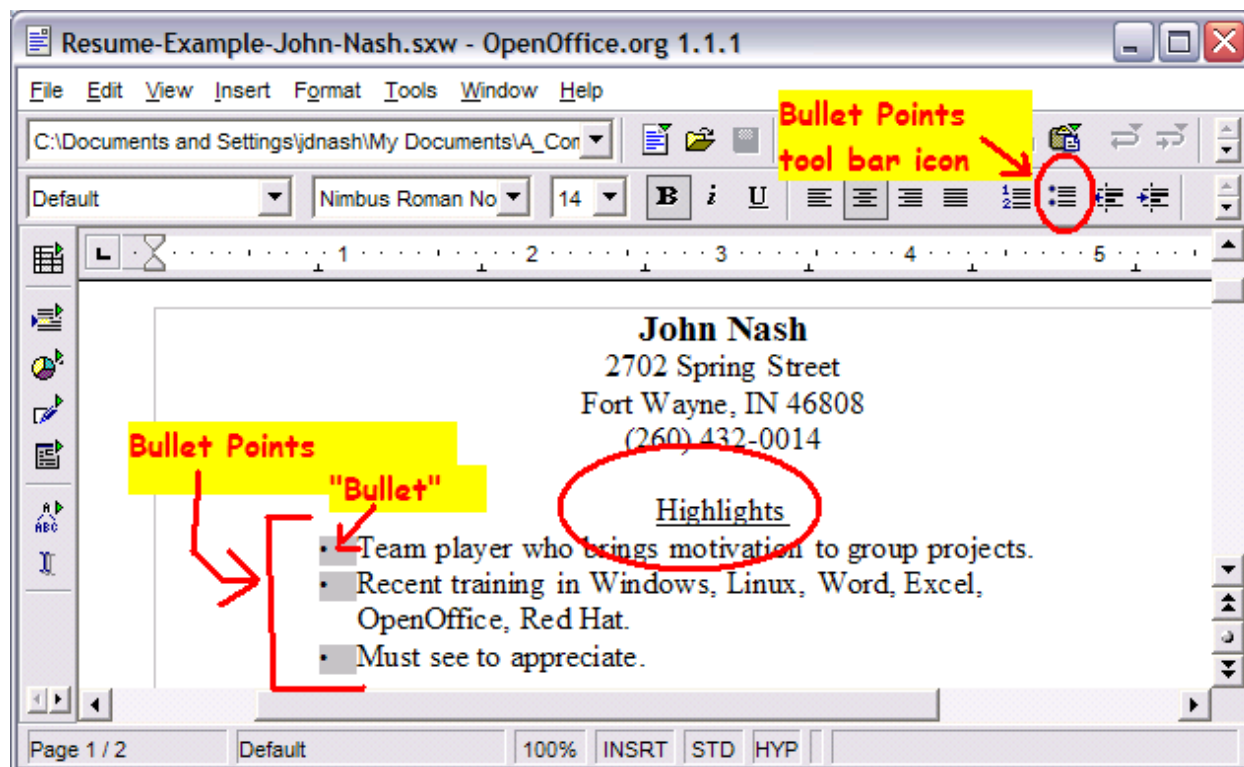 Resume-Example-John-Nash.sxw - OpenOffice.org 1.1.1
File Edit View Insert Format Tools Window Help
Bullet Points
tool bar icon
C:\Documents and Settings\jdnash\My Documents\A_Con
Default Nimbus Roman No 14 B i U
1 2 3 4 5
John Nash
2702 Spring Street
Fort Wayne, IN 46808
(260) 432-0014
Bullet Points
"Bullet"
Highlights
• Team player who brings motivation to group projects.
• Recent training in Windows, Linux, Word, Excel,
OpenOffice, Red Hat.
• Must see to appreciate.
ABC
Page 1 / 2 Default 100% INSRT STD HYP